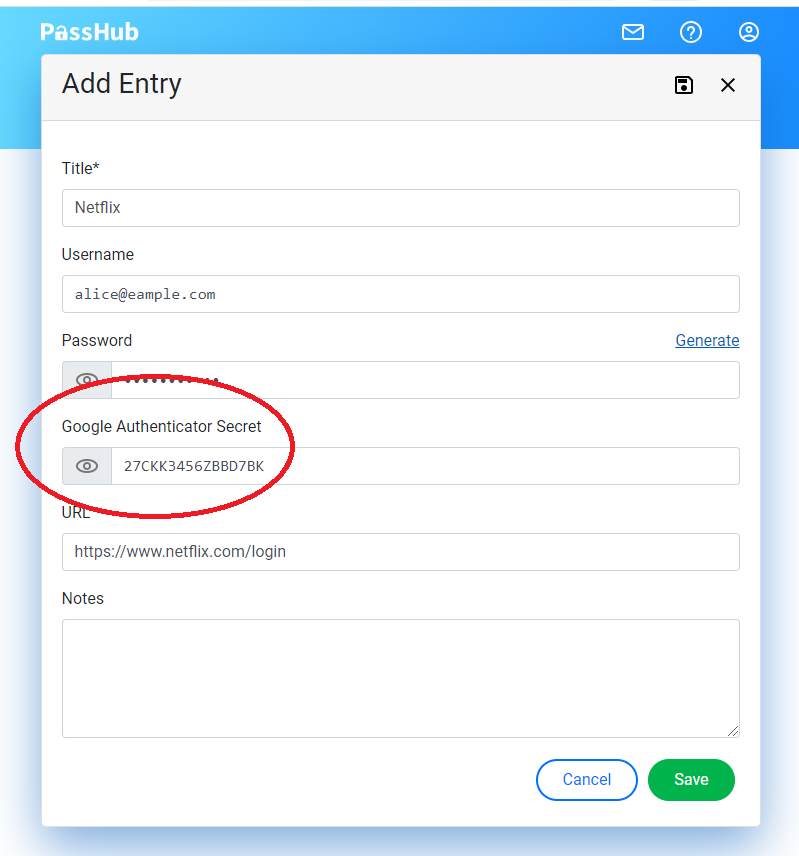 PassHub
Add Entry
Title*
Netflix
Username
alice@eample.com
Password Generate
Google Authenticator Secret
27CKK3456ZBBD7BK
URL
https://www.netflix.com/login
Notes
Cancel Save